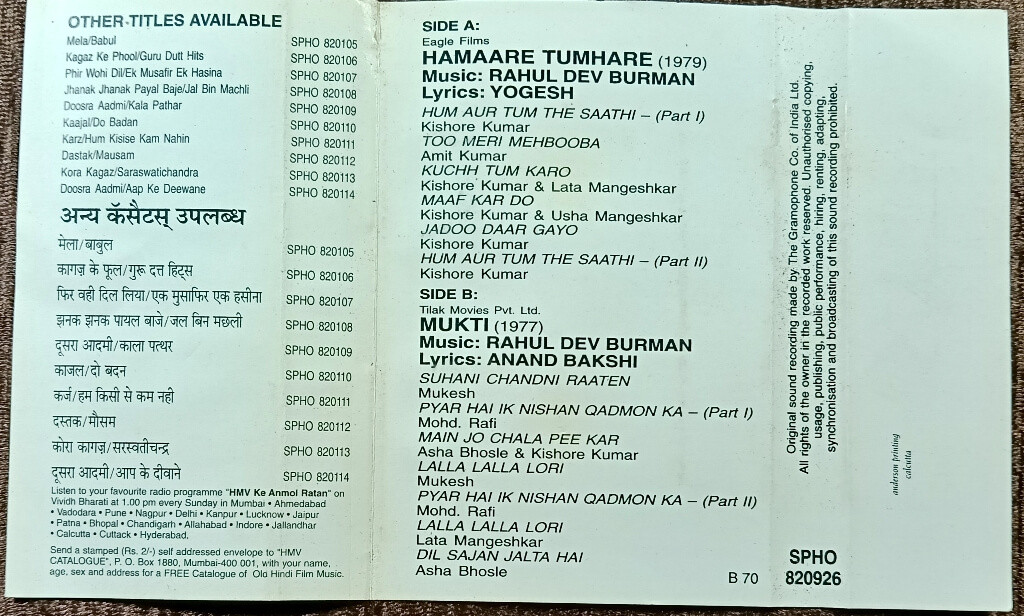 OTHER TITLES AVAILABLE
Mela/Babul SPHO 820105
Kagaz Ke Phool/Guru Dutt Hits SPHO 820106
Phir Wohi Dil/Ek Musafir Ek Hasina SPHO 820107
Jhanak Jhanak Payal Baje/Jal Bin Machli SPHO 820108
Doosra Aadmi/Kala Pathar SPHO 820109
Kaajal/Do Badan SPHO 820110
Karz/Hum Kisise Kam Nahin SPHO 820111
Dastak/Mausam SPHO 820112
Kora Kagaz/Saraswatichandra SPHO 820113
Doosra Aadmi/Aap Ke Deewane SPHO 820114
अन्य कॅसैटस् उपलब्ध
मेला/बाबुल SPHO 820105
कागज़ के फूल/गुरू दत्त हिट्स SPHO 820106
फिर वही दिल लिया/एक मुसाफिर एक हसीना SPHO 820107
झनक झनक पायल बाजे/जल बिन मछली SPHO 820108
दूसरा आदमी/काला पत्थर SPHO 820109
काजल/दो बदन SPHO 820110
कर्ज/हम किसी से कम नही SPHO 820111
दस्तक/मौसम SPHO 820112
कोरा कागज़/सरस्वतीचन्द्र SPHO 820113
दूसरा आदमी/आप के दीवाने SPHO 820114
Listen to your favourite radio programme "HMV Ke Anmol Ratan" on
Vividh Bharati at 1.00 pm every Sunday in Mumbai • Ahmedabad
• Vadodara • Pune • Nagpur • Delhi • Kanpur • Lucknow • Jaipur
• Patna • Bhopal • Chandigarh • Allahabad • Indore • Jallandhar
• Calcutta • Cuttack • Hyderabad.
Send a stamped (Rs. 2/-) self addressed envelope to "HMV
CATALOGUE". P. O. Box 1880, Mumbai-400 001, with your name,
age, sex and address for a FREE Catalogue of Old Hindi Film Music.
SIDE A:
Eagle Films
HAMAARE TUMHARE (1979)
Music: RAHUL DEV BURMAN
Lyrics: YOGESH
HUM AUR TUM THE SAATHI – (Part I)
Kishore Kumar
TOO MERI MEHBOOBA
Amit Kumar
KUCHH TUM KARO
Kishore Kumar & Lata Mangeshkar
MAAF KAR DO
Kishore Kumar & Usha Mangeshkar
JADOO DAAR GAYO
Kishore Kumar
HUM AUR TUM THE SAATHI – (Part II)
Kishore Kumar
SIDE B:
Tilak Movies Pvt. Ltd.
MUKTI (1977)
Music: RAHUL DEV BURMAN
Lyrics: ANAND BAKSHI
SUHANI CHANDNI RAATEN
Mukesh
PYAR HAI IK NISHAN QADMON KA – (Part I)
Mohd. Rafi
MAIN JO CHALA PEE KAR
Asha Bhosle & Kishore Kumar
LALLA LALLA LORI
Mukesh
PYAR HAI IK NISHAN QADMON KA – (Part II)
Mohd. Rafi
LALLA LALLA LORI
Lata Mangeshkar
DIL SAJAN JALTA HAI
Asha Bhosle
B 70
Original sound recording made by The Gramophone Co. of India Ltd.
All rights of the owner in the recorded work reserved. Unauthorised copying,
usage, publishing, public performance, hiring, renting, adapting,
synchronisation and broadcasting of this sound recording prohibited.
SPHO
820926
anderson printing
calcutta